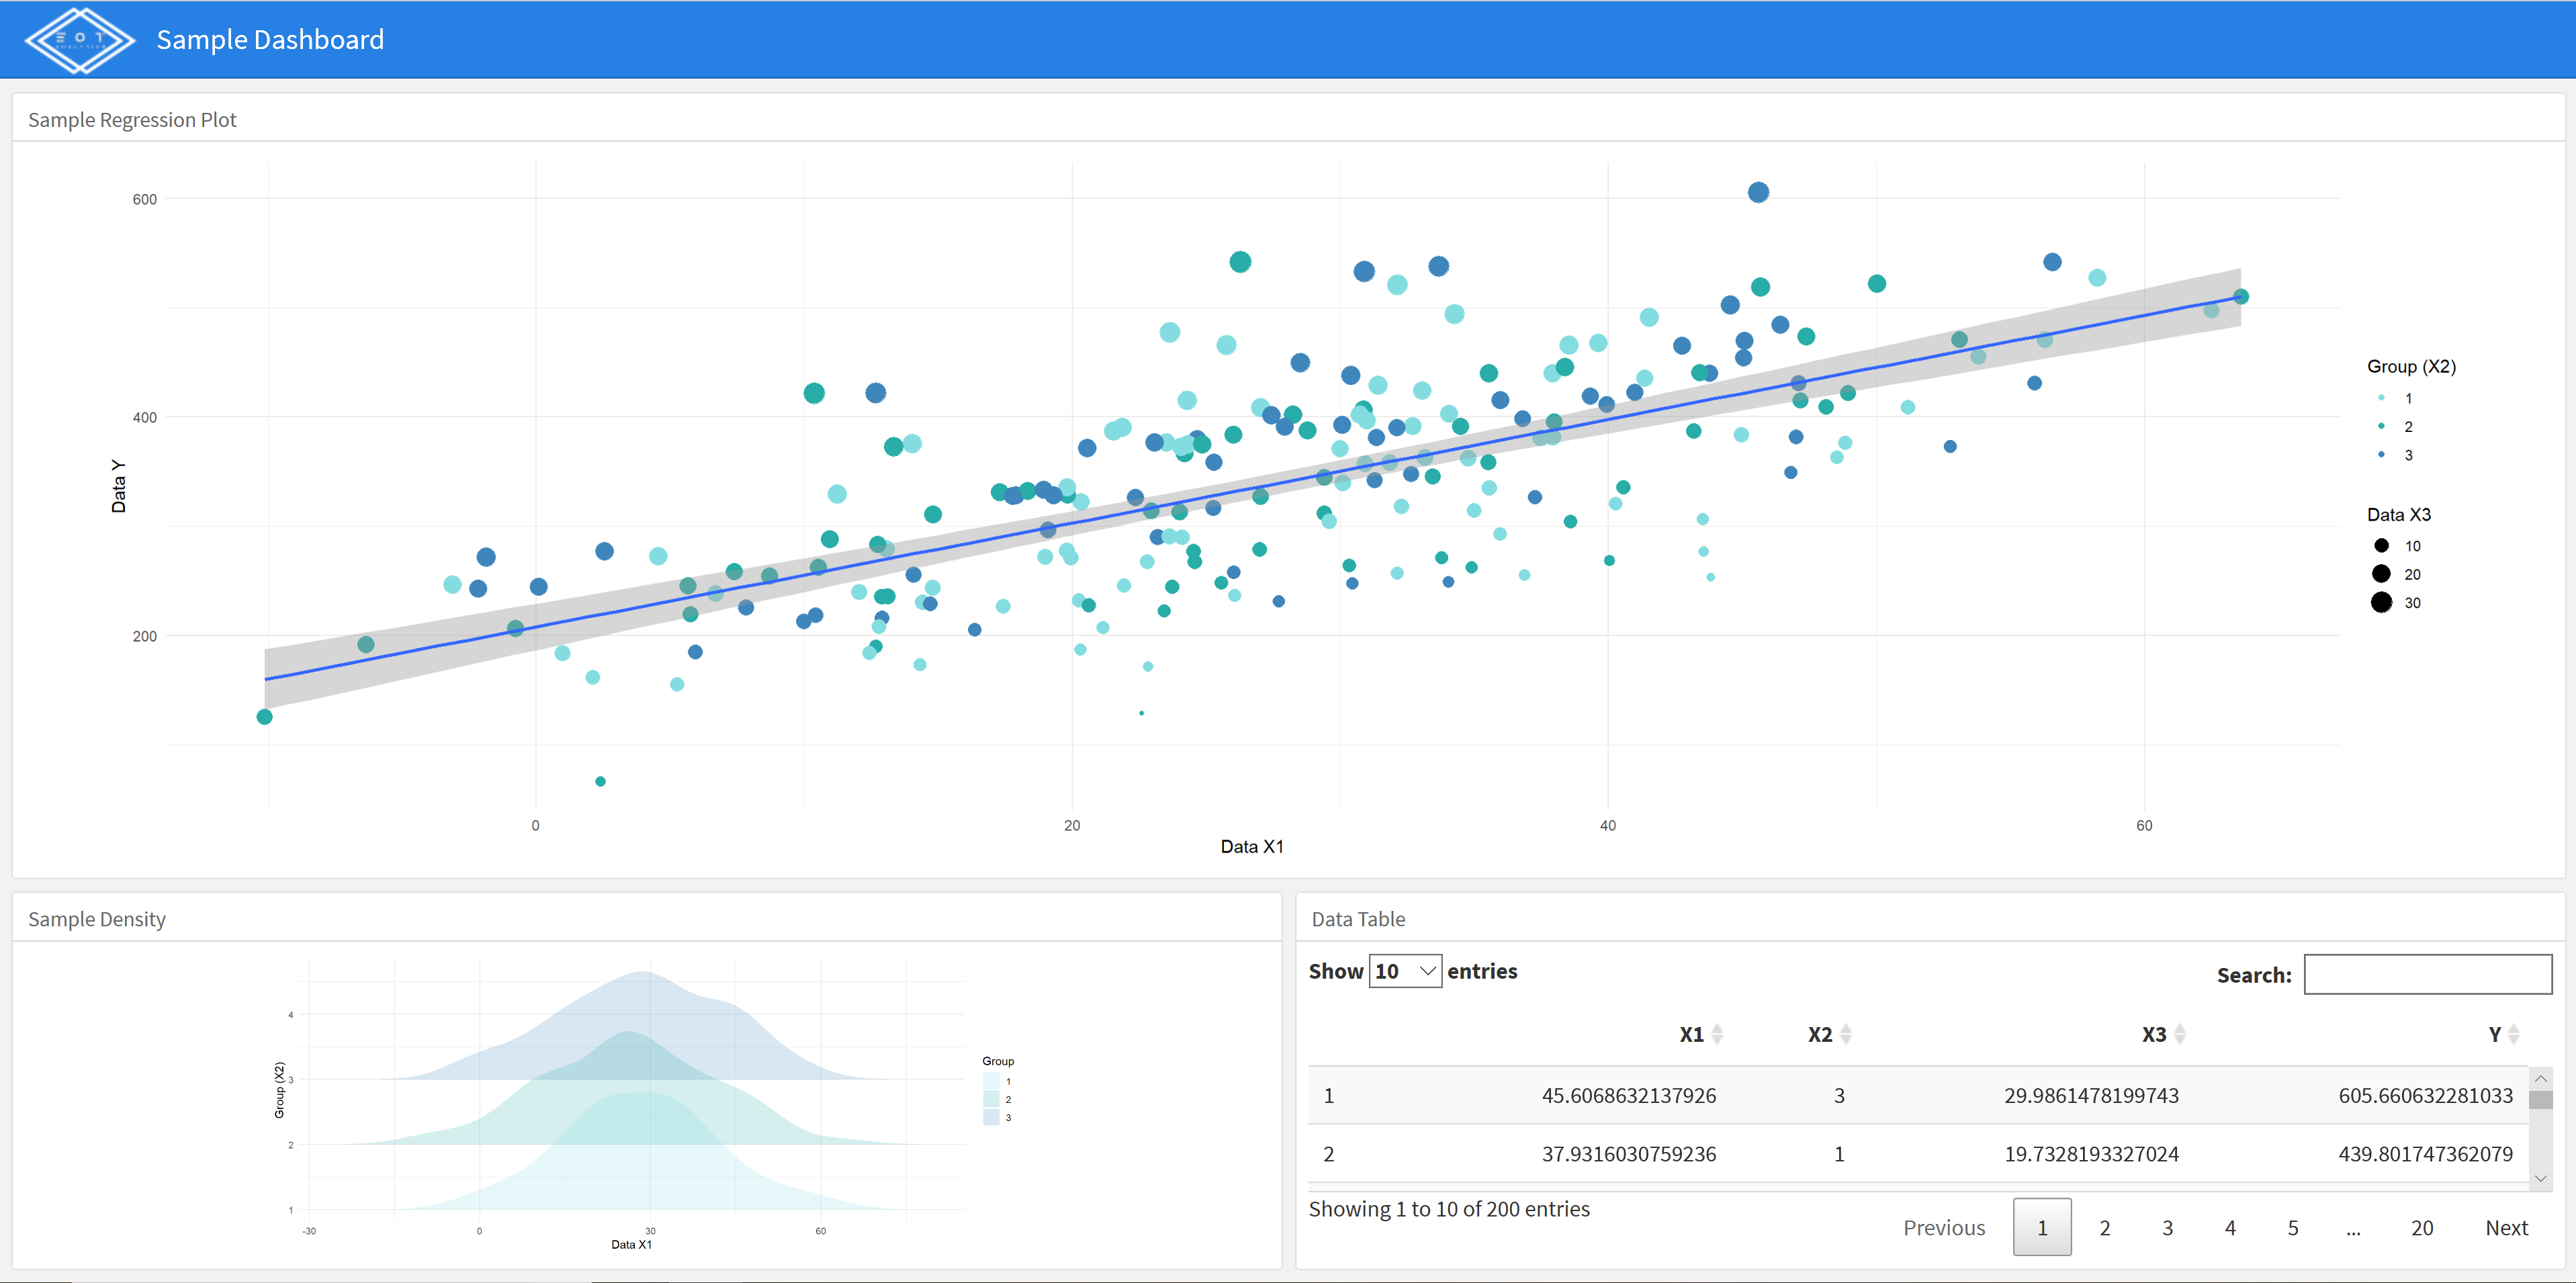 EOT
Sample Dashboard
Sample Regression Plot
600
400
200
Data Y
0 20 40 60
Data X1
Group (X2)
1
2
3
Data X3
10
20
30
Sample Density
4
3
2
1
Group (X2)
-30 0 30 60
Data X1
Group
1
2
3
Data Table
Show 10 entries
Search:
X1 X2 X3 Y
1 45.6068632137926 3 29.9861478199743 605.660632281033
2 37.9316030759236 1 19.7328193327024 439.801747362079
Showing 1 to 10 of 200 entries
Previous 1 2 3 4 5 ... 20 Next